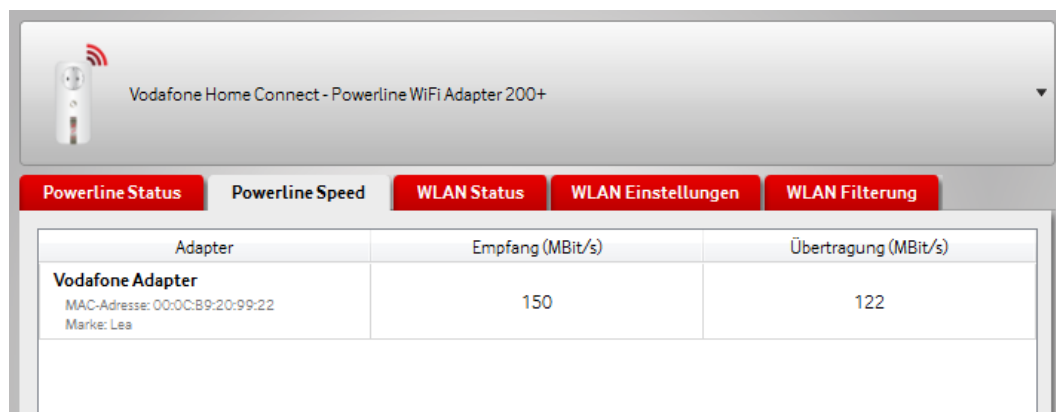 Vodafone Home Connect - Powerline WiFi Adapter 200+
Powerline Status Powerline Speed WLAN Status WLAN Einstellungen WLAN Filterung
Adapter Empfang (MBit/s) Übertragung (MBit/s)
Vodafone Adapter
MAC-Adresse: 00:0C:B9:20:99:22
Marke: Lea
150 122